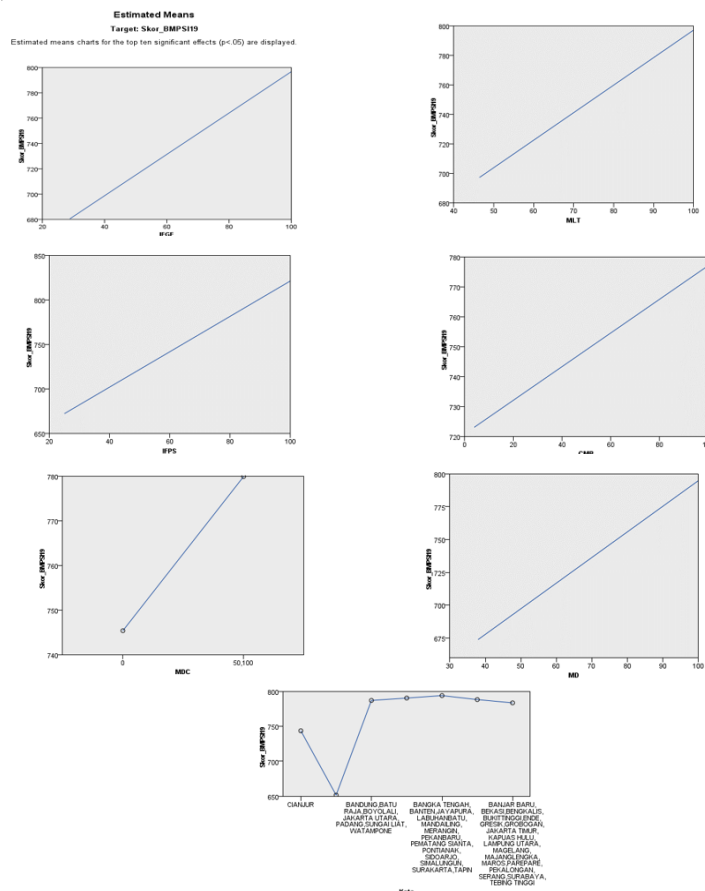 Estimated Means
Target: Skor_BMPSI19
Estimated means charts for the top ten significant effects (p<.05) are displayed.
Skor_BMPSI19
800
780
760
740
720
700
680
20
40
60
80
100
IEGE
Skor_BMPSI19
800
780
760
740
720
700
680
40
50
60
70
80
90
100
MLT
Skor_BMPSI19
850
800
750
700
650
20
40
60
80
100
IFPS
Skor_BMPSI19
780
770
760
750
740
730
720
0
20
40
60
80
Skor_BMPSI19
780
770
760
750
740
0
50,100
MDC
Skor_BMPSI19
800
775
750
725
700
675
30
40
50
60
70
80
90
100
MD
Skor_BMPSI19
800
750
700
650
CIANJUR
BANDUNG,BATU
RAJA,BOYOLALI,
JAKARTA UTARA,
PADANG,SUNGAI LIAT,
WATAMPONE
BANGKA TENGAH,
BANTEN,JAYAPURA,
LABUHANBATU,
MANDAILING,
MERANGIN,
PEKANBARU,
PEMATANG SIANTA,
PONTIANAK,
SIDOARJO,
SIMALUNGUN,
SURAKARTA,TAPIN
BANJAR BARU,
BEKASI,BENGKALIS,
BUKITTINGGI,ENDE,
GRESIK,GROBOGAN,
JAKARTA TIMUR,
KAPUAS HULU,
LAMPUNG UTARA,
MAGELANG,
MAJANGLENGKA,
MAROS,PAREPARE,
PEKALONGAN,
SERANG,SURABAYA,
TEBING TINGGI